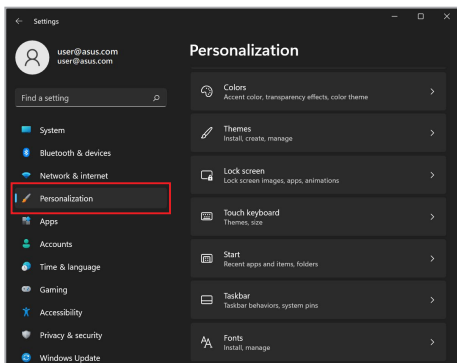 Settings
user@asus.com
user@asus.com
Find a setting
System
Bluetooth & devices
Network & internet
Personalization
Apps
Accounts
Time & language
Gaming
Accessibility
Privacy & security
Windows Update
Personalization
Colors
Accent color, transparency effects, color theme
Themes
Install, create, manage
Lock screen
Lock screen images, apps, animations
Touch keyboard
Themes, size
Start
Recent apps and items, folders
Taskbar
Taskbar behaviors, system pins
Fonts
Install, manage